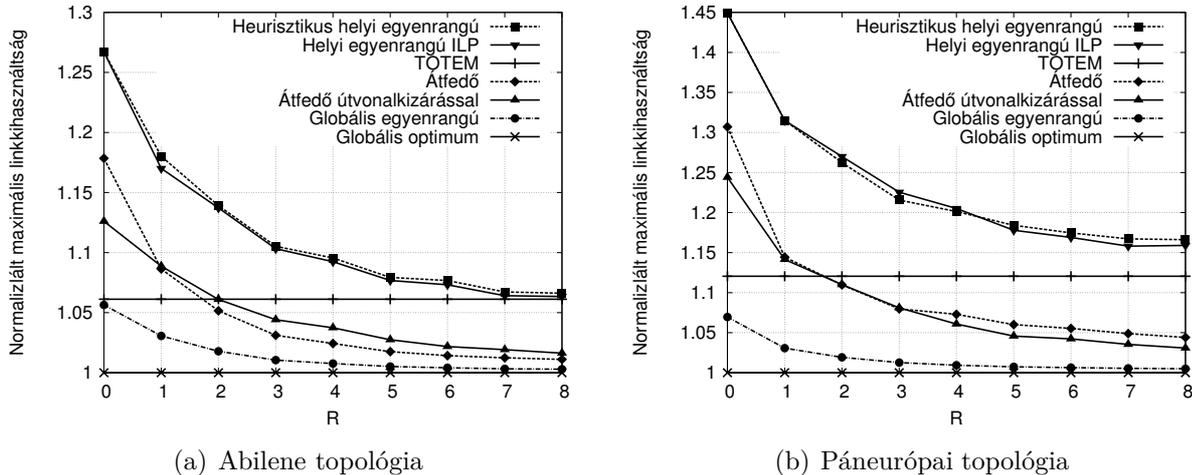 Normalizált maximális linkkihasználtság
1.3
1.25
1.2
1.15
1.1
1.05
1
Heurisztikus helyi egyenrangú
Helyi egyenrangú ILP
TOTEM
Átfedő
Átfedő útvonalkizárással
Globális egyenrangú
Globális optimum
0 1 2 3 4 5 6 7 8
R
(a) Abilene topológia
Normalizált maximális linkkihasználtság
1.45
1.4
1.35
1.3
1.25
1.2
1.15
1.1
1.05
1
Heurisztikus helyi egyenrangú
Helyi egyenrangú ILP
TOTEM
Átfedő
Átfedő útvonalkizárással
Globális egyenrangú
Globális optimum
0 1 2 3 4 5 6 7 8
R
(b) Páneurópai topológia